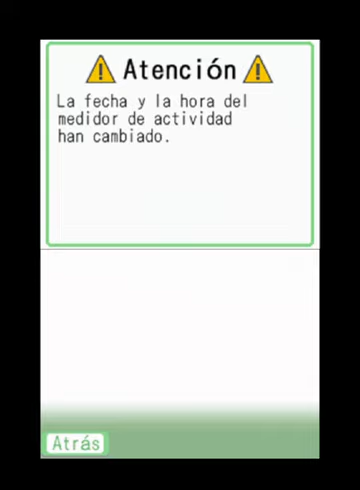 Atención
La fecha y la hora del
medidor de actividad
han cambiado.
Atrás